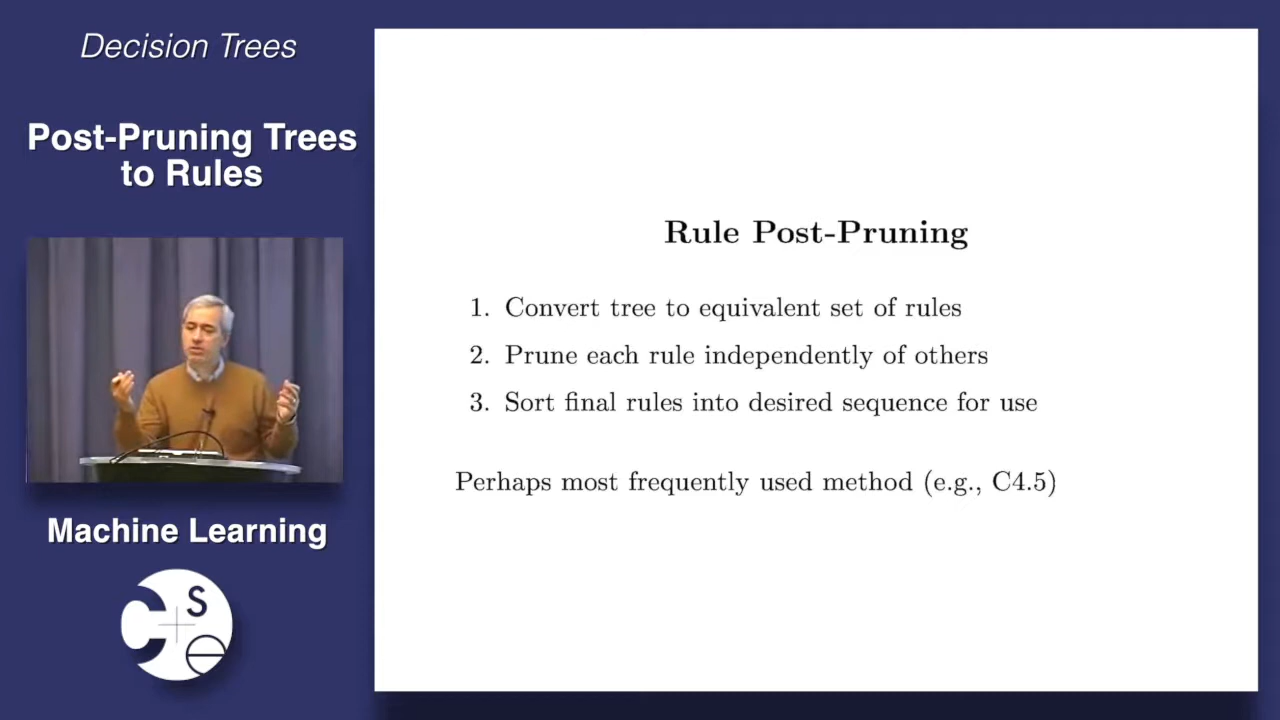 Decision Trees
Post-Pruning Trees
to Rules
Machine Learning
C S e
Rule Post-Pruning
1. Convert tree to equivalent set of rules
2. Prune each rule independently of others
3. Sort final rules into desired sequence for use
Perhaps most frequently used method (e.g., C4.5)